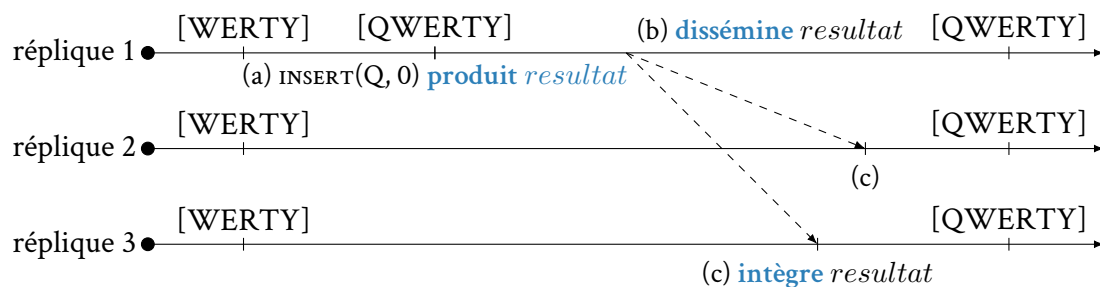 [WERTY] [QWERTY] (b) dissémine resultat [QWERTY]
réplique 1
(a) INSERT(Q, 0) produit resultat
[WERTY] [QWERTY]
réplique 2
(c)
[WERTY] [QWERTY]
réplique 3
(c) intègre resultat